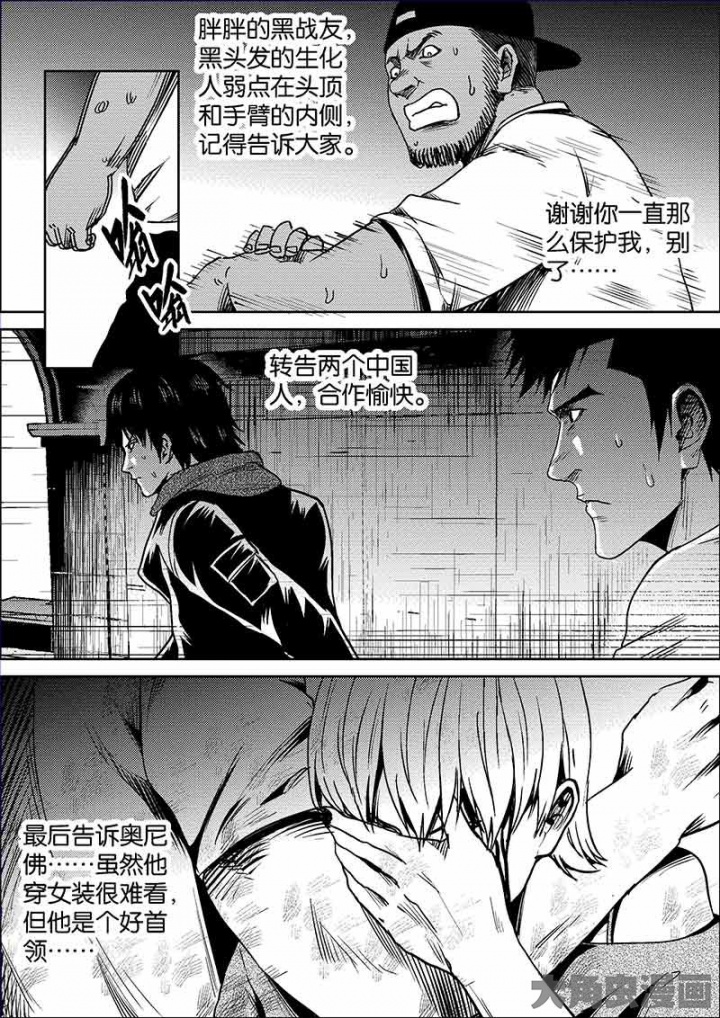 胖胖的黑战友，
黑头发的生化
人弱点在头顶
和手臂的内侧，
记得告诉大家。
谢谢你一直那
么保护我，别
了……
嗡
嗡
转告两个中国
人，合作愉快。
最后告诉奥尼
佛……虽然他
穿女装很难看，
但他是个好首
领……
大角虫漫画